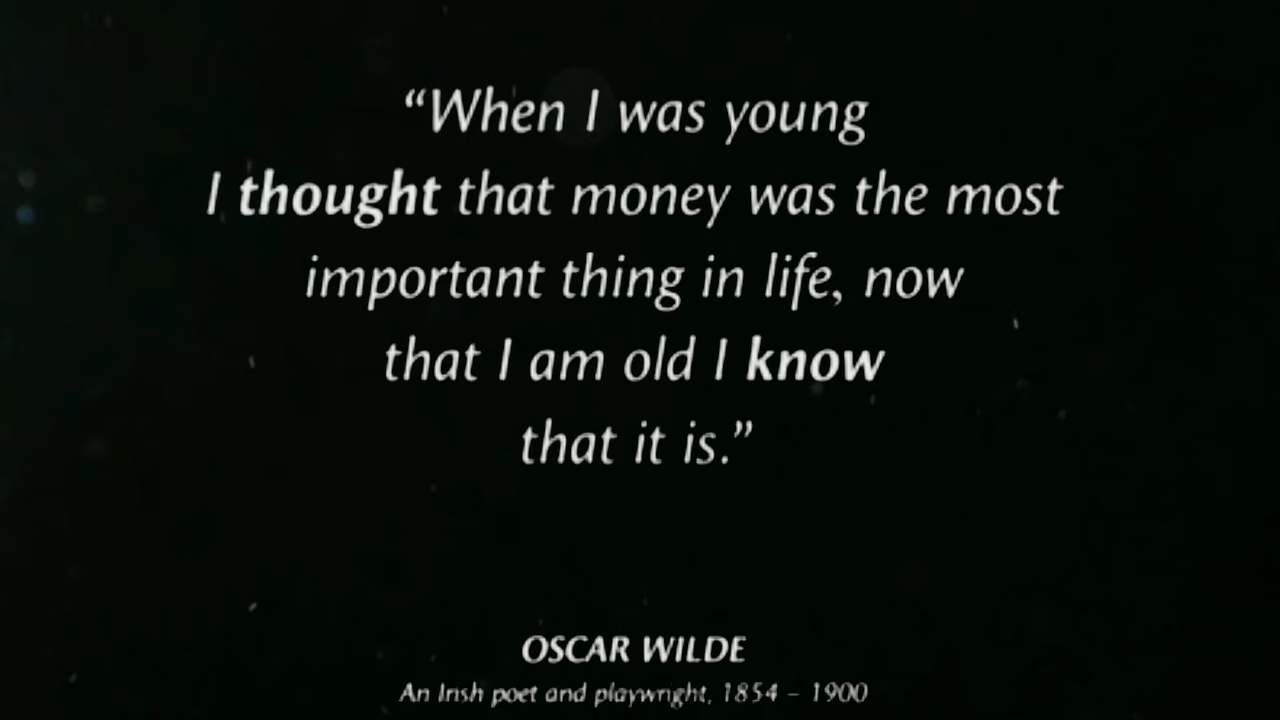 “When I was young
I thought that money was the most
important thing in life, now
that I am old I know
that it is.”
OSCAR WILDE
An Irish poet and playwright, 1854 – 1900